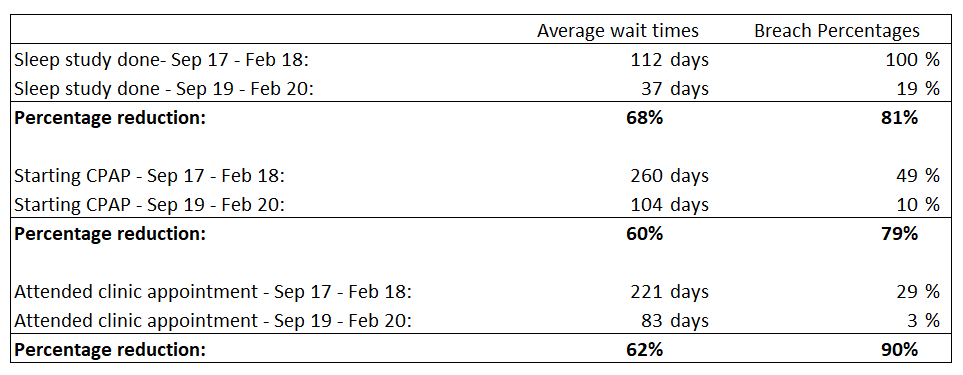 Average wait times Breach Percentages
Sleep study done- Sep 17 - Feb 18: 112 days 100 %
Sleep study done - Sep 19 - Feb 20: 37 days 19 %
Percentage reduction: 68% 81%
Starting CPAP - Sep 17 - Feb 18: 260 days 49 %
Starting CPAP - Sep 19 - Feb 20: 104 days 10 %
Percentage reduction: 60% 79%
Attended clinic appointment - Sep 17 - Feb 18: 221 days 29 %
Attended clinic appointment - Sep 19 - Feb 20: 83 days 3 %
Percentage reduction: 62% 90%